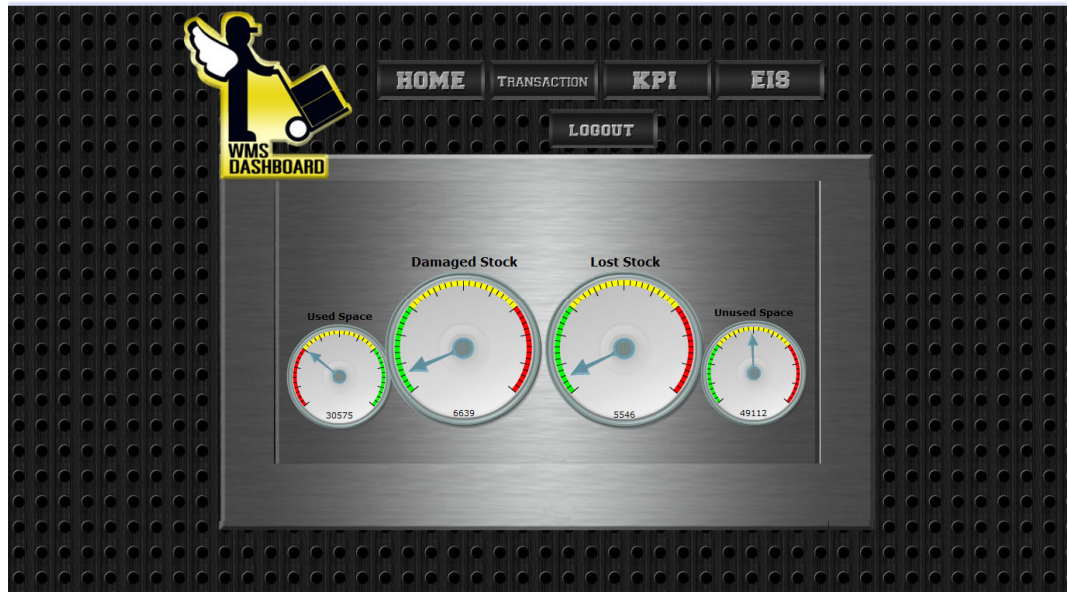 HOME
TRANSACTION
KPI
EIS
LOGOUT
WMS
DASHBOARD
Damaged Stock
Lost Stock
Used Space
Unused Space
30575
6639
5546
49112